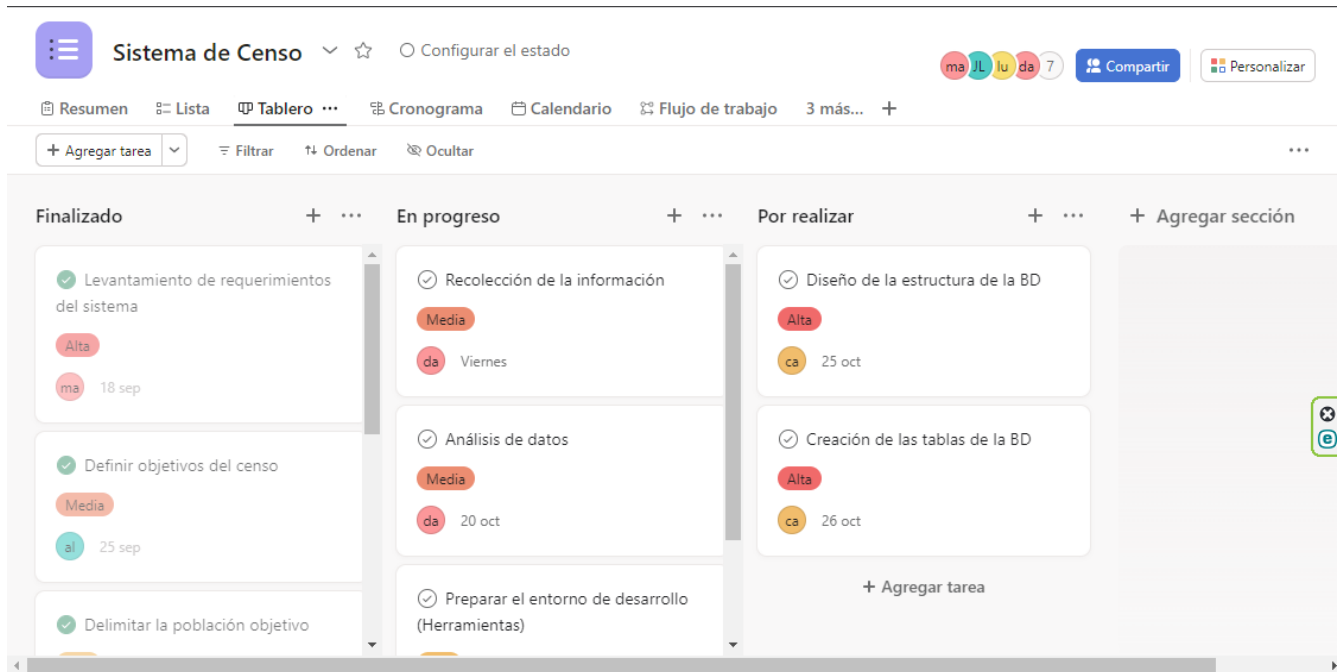 Sistema de Censo
Configurar el estado
ma JL lu da 7
Compartir
Personalizar
Resumen Lista Tablero ... Cronograma Calendario Flujo de trabajo 3 más... +
+ Agregar tarea Filtrar Ordenar Ocultar ...
Finalizado + ...
Levantamiento de requerimientos
del sistema
Alta
ma 18 sep
Definir objetivos del censo
Media
al 25 sep
Delimitar la población objetivo
En progreso + ...
Recolección de la información
Media
da Viernes
Análisis de datos
Media
da 20 oct
Preparar el entorno de desarrollo
(Herramientas)
Por realizar + ...
Diseño de la estructura de la BD
Alta
ca 25 oct
Creación de las tablas de la BD
Alta
ca 26 oct
+ Agregar tarea
+ Agregar sección
e